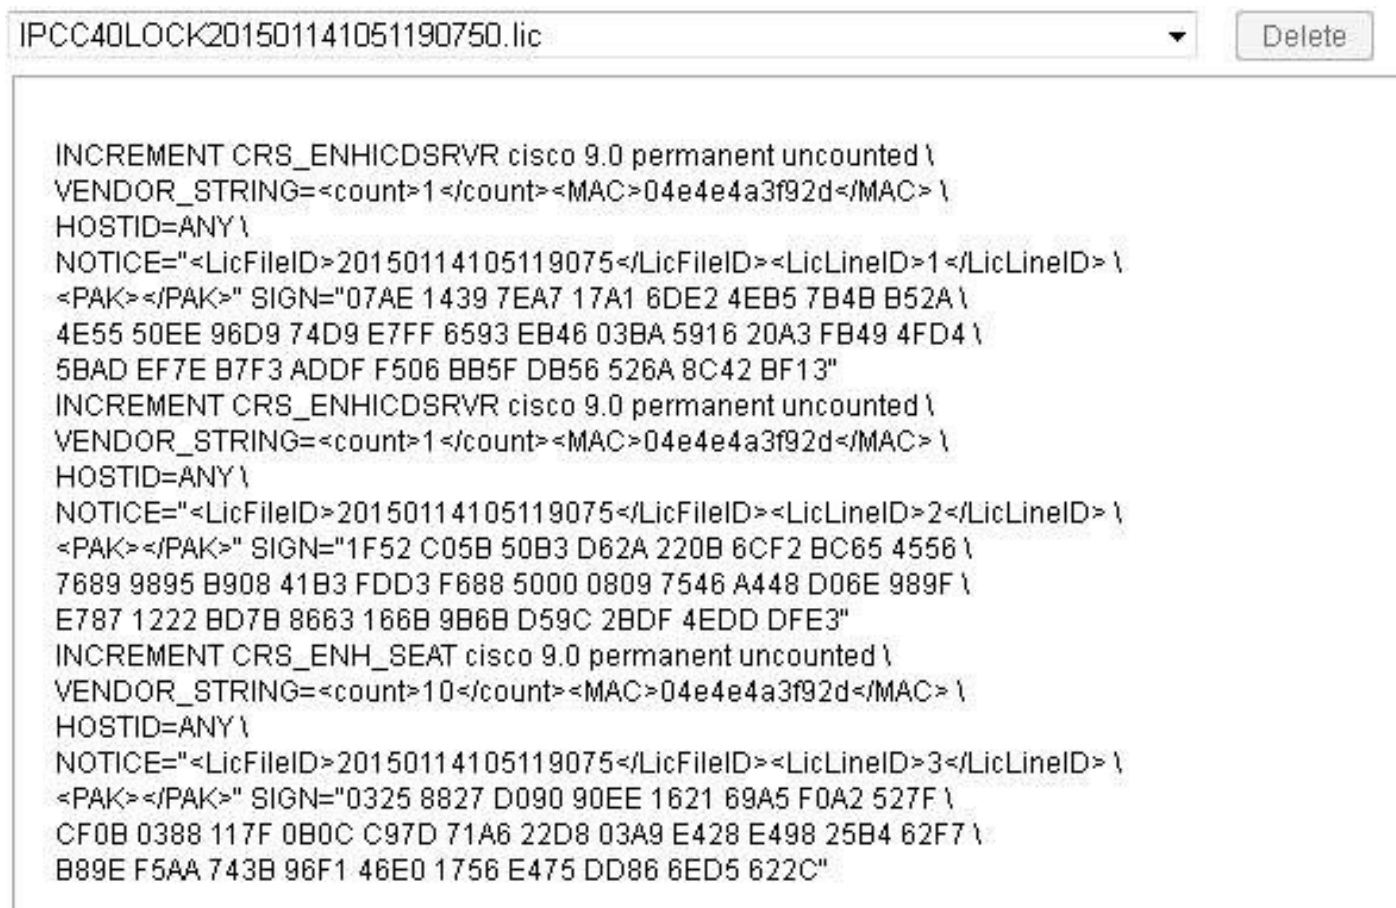 IPCC40LOCK201501141051190750.lic
Delete
INCREMENT CRS_ENHICDSRVR cisco 9.0 permanent uncounted \
VENDOR_STRING=<count>1</count><MAC>04e4e4a3f92d</MAC> \
HOSTID=ANY \
NOTICE="<LicFileID>20150114105119075</LicFileID><LicLineID>1</LicLineID> \
<PAK></PAK>" SIGN="07AE 1439 7EA7 17A1 6DE2 4EB5 7B4B B52A \
4E55 50EE 96D9 74D9 E7FF 6593 EB46 03BA 5916 20A3 FB49 4FD4 \
5BAD EF7E B7F3 ADDF F506 BB5F DB56 526A 8C42 BF13"
INCREMENT CRS_ENHICDSRVR cisco 9.0 permanent uncounted \
VENDOR_STRING=<count>1</count><MAC>04e4e4a3f92d</MAC> \
HOSTID=ANY \
NOTICE="<LicFileID>20150114105119075</LicFileID><LicLineID>2</LicLineID> \
<PAK></PAK>" SIGN="1F52 C05B 50B3 D62A 220B 6CF2 BC65 4556 \
7689 9895 B908 41B3 FDD3 F688 5000 0809 7546 A448 D06E 989F \
E787 1222 BD7B 8663 166B 9B6B D59C 2BDF 4EDD DFE3"
INCREMENT CRS_ENH_SEAT cisco 9.0 permanent uncounted \
VENDOR_STRING=<count>10</count><MAC>04e4e4a3f92d</MAC> \
HOSTID=ANY \
NOTICE="<LicFileID>20150114105119075</LicFileID><LicLineID>3</LicLineID> \
<PAK></PAK>" SIGN="0325 8827 D090 90EE 1621 69A5 F0A2 527F \
CF0B 0388 117F 0B0C C97D 71A6 22D8 03A9 E428 E498 25B4 62F7 \
B89E F5AA 743B 96F1 46E0 1756 E475 DD86 6ED5 622C"